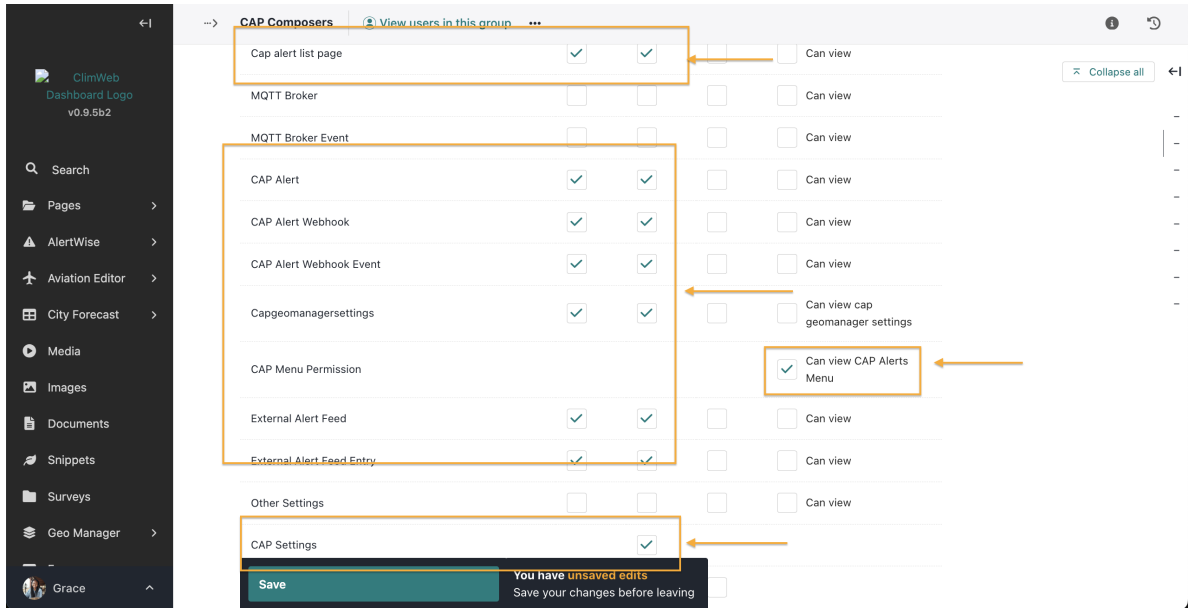 CAP Composers
View users in this group
ClimWeb
Dashboard Logo
v0.9.5b2
Search
Pages
AlertWise
Aviation Editor
City Forecast
Media
Images
Documents
Snippets
Surveys
Geo Manager
Grace
Collapse all
Cap alert list page
Can view
MQTT Broker
Can view
MQTT Broker Event
Can view
CAP Alert
Can view
CAP Alert Webhook
Can view
CAP Alert Webhook Event
Can view
Capgeomanagersettings
Can view cap
geomanager settings
CAP Menu Permission
Can view CAP Alerts
Menu
External Alert Feed
Can view
External Alert Feed Entry
Can view
Other Settings
Can view
CAP Settings
Save
You have unsaved edits
Save your changes before leaving